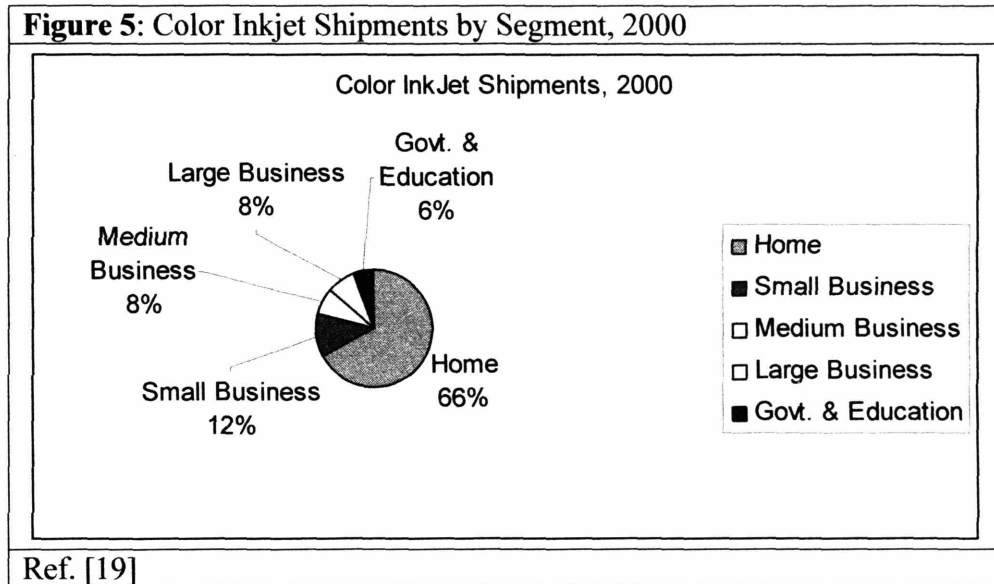 Figure 5: Color Inkjet Shipments by Segment, 2000
Color InkJet Shipments, 2000
Govt. &
Education
6%
Large Business
8%
Medium
Business
8%
Small Business
12%
Home
66%
Home
Small Business
Medium Business
Large Business
Govt. & Education
Ref. [19]